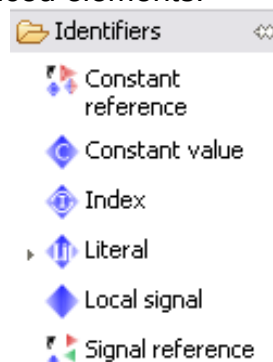 Identifiers
Constant
reference
Constant value
Index
Literal
Local signal
Signal reference